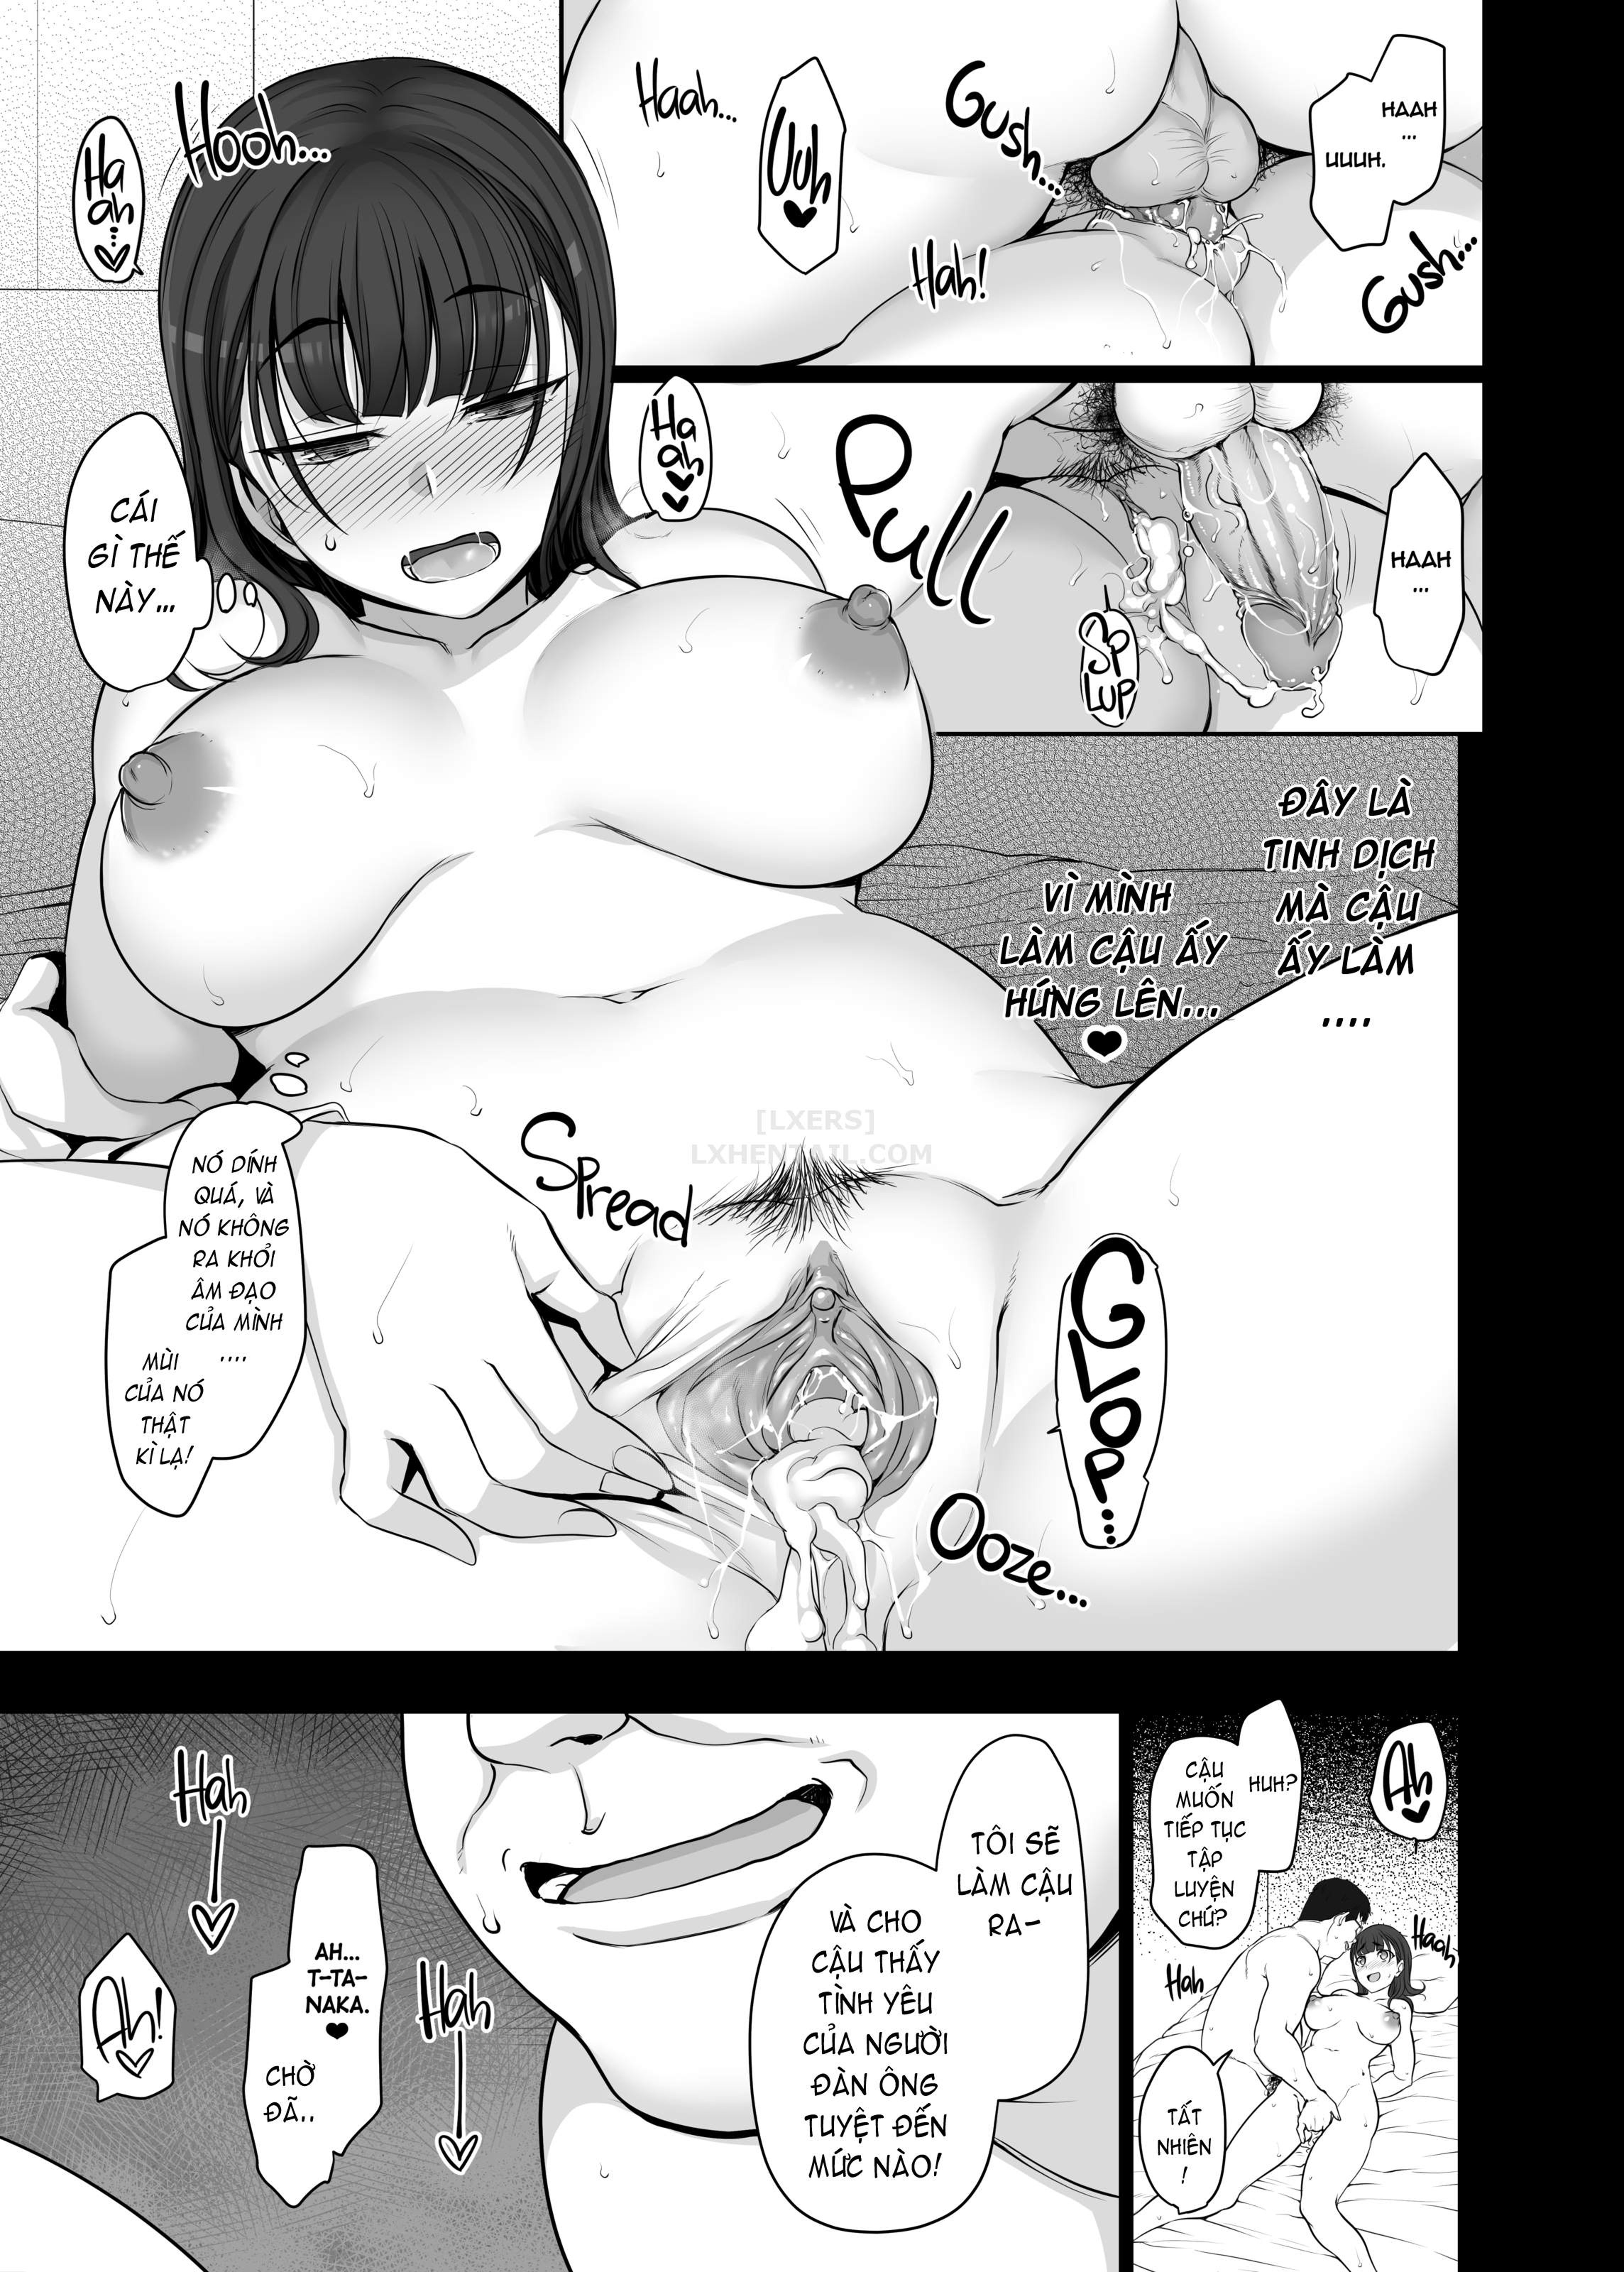 HAAH
...
UUUH.
Gush...
Uuh
Haah...
Hah!
Gush...
HAAH
...
Pull
SP
LUP
Ha
ah
Hooh...
Ha
ah...
CÁI
GÌ THẾ
NÀY...
ĐÂY LÀ
TINH DỊCH
MÀ CẬU
ẤY LÀM
....
VÌ MÌNH
LÀM CẬU ẤY
HỨNG LÊN...
[LXERS]
LXHENTAIL.COM
Spread
NÓ DÍNH
QUÁ, VÀ
NÓ KHÔNG
RA KHỎI
ÂM ĐẠO
CỦA MÌNH
....
MÙI
CỦA NÓ
THẬT
KÌ LẠ!
GLOP...
Ooze...
Ah
HUH?
CẬU
MUỐN
TIẾP TỤC
TẬP
LUYỆN
CHỨ?
Haah
Hah
TẤT
NHIÊN
!
TÔI SẼ
LÀM CẬU
RA-
VÀ CHO
CẬU THẤY
TÌNH YÊU
CỦA NGƯỜI
ĐÀN ÔNG
TUYỆT ĐẾN
MỨC NÀO!
Hah
Hah
AH...
T-TA-
NAKA.
CHỜ
ĐÃ..
Ah!